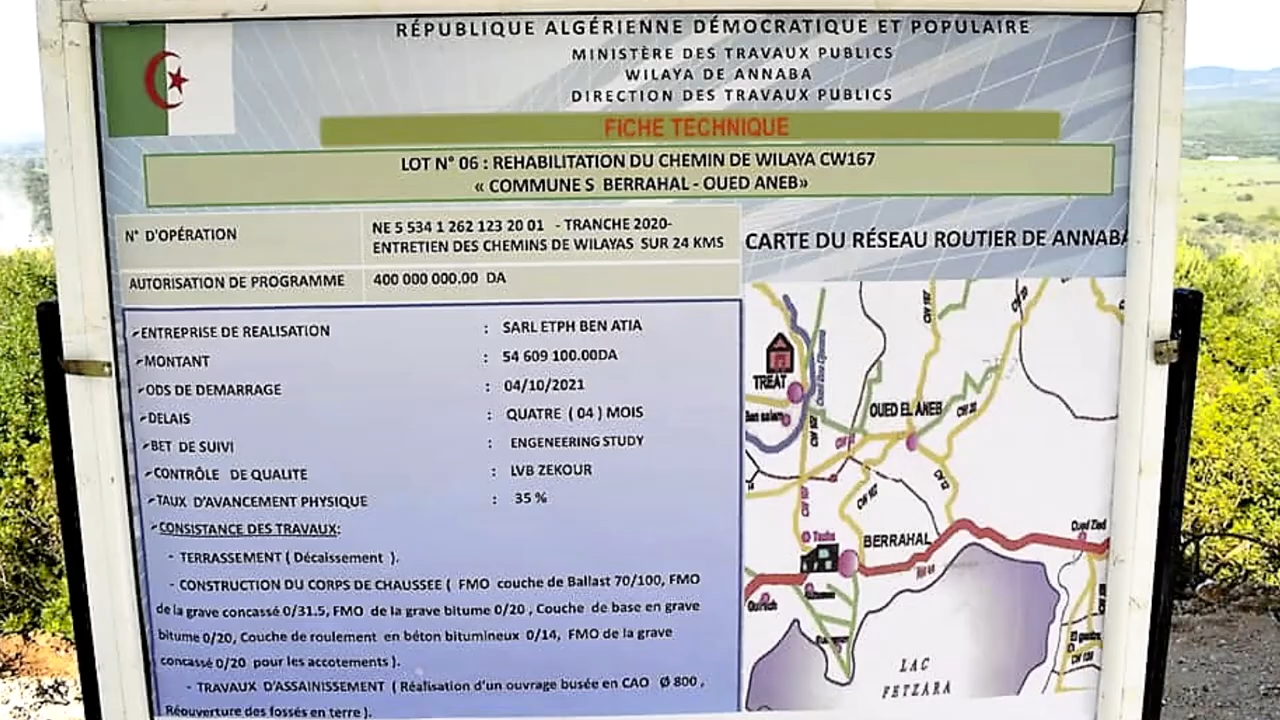 RÉPUBLIQUE ALGÉRIENNE DÉMOCRATIQUE ET POPULAIRE
MINISTÈRE DES TRAVAUX PUBLICS
WILAYA DE ANNABA
DIRECTION DES TRAVAUX PUBLICS
FICHE TECHNIQUE
LOT N° 06 : REHABILITATION DU CHEMIN DE WILAYA CW167
« COMMUNE S BERRAHAL - OUED ANEB»
N° D'OPÉRATION
NE 5 534 1 262 123 20 01 - TRANCHE 2020-
ENTRETIEN DES CHEMINS DE WILAYAS SUR 24 KMS
AUTORISATION DE PROGRAMME
400 000 000.00 DA
ENTREPRISE DE REALISATION : SARL ETPH BEN ATIA
MONTANT : 54 609 100.00DA
ODS DE DEMARRAGE : 04/10/2021
DELAIS : QUATRE ( 04 ) MOIS
BET DE SUIVI : ENGENEERING STUDY
CONTRÔLE DE QUALITE : LVB ZEKOUR
TAUX D'AVANCEMENT PHYSIQUE : 35 %
CONSISTANCE DES TRAVAUX:
- TERRASSEMENT ( Décaissement ).
- CONSTRUCTION DU CORPS DE CHAUSSEE ( FMO couche de Ballast 70/100, FMO
de la grave concassé 0/31.5, FMO de la grave bitume 0/20 , Couche de base en grave
bitume 0/20, Couche de roulement en béton bitumineux 0/14, FMO de la grave
concassé 0/20 pour les accotements ).
- TRAVAUX D'ASSAINISSEMENT ( Réalisation d'un ouvrage busée en CAO Ø 800 ,
Réouverture des fossés en terre ).
CARTE DU RÉSEAU ROUTIER DE ANNABA
TREAT
OUED EL ANEB
BERRAHAL
Oued Zied
LAC
FETZARA